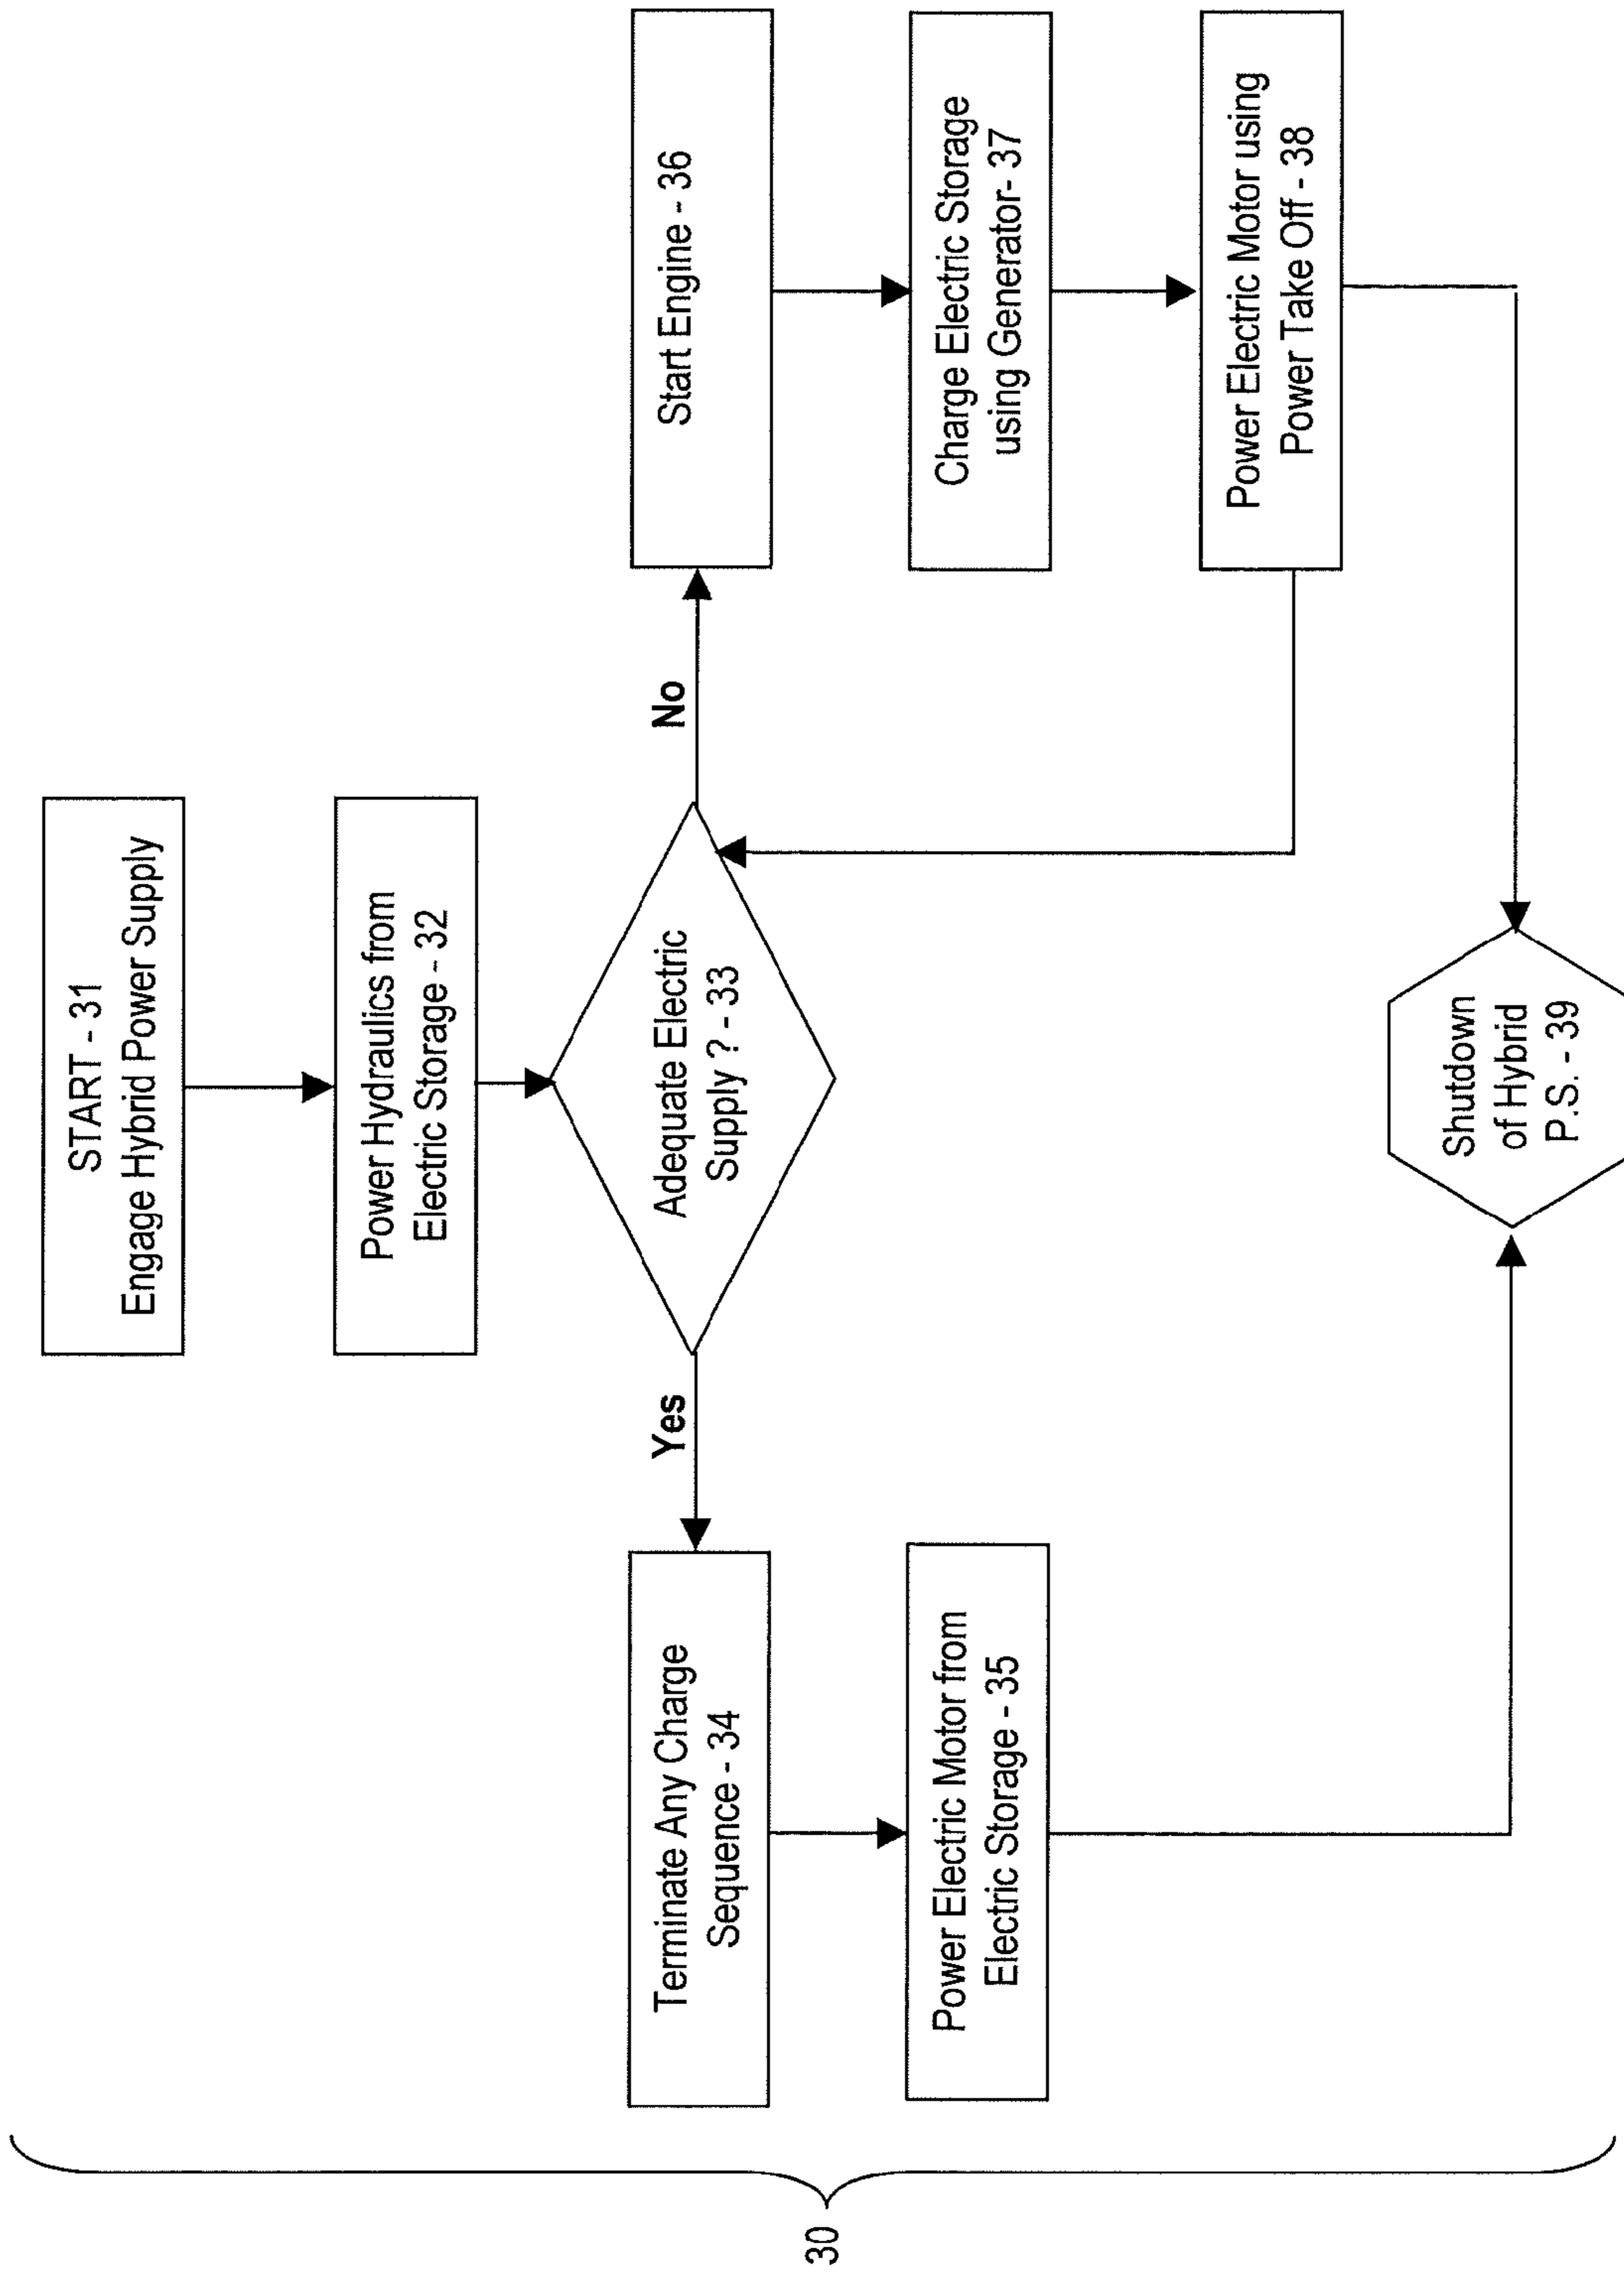 START - 31
Engage Hybrid Power Supply
Power Hydraulics from
Electric Storage - 32
Adequate Electric
Supply ? - 33
Yes
No
Terminate Any Charge
Sequence - 34
Power Electric Motor from
Electric Storage - 35
Start Engine - 36
Charge Electric Storage
using Generator- 37
Power Electric Motor using
Power Take Off - 38
Shutdown
of Hybrid
P.S. - 39
30